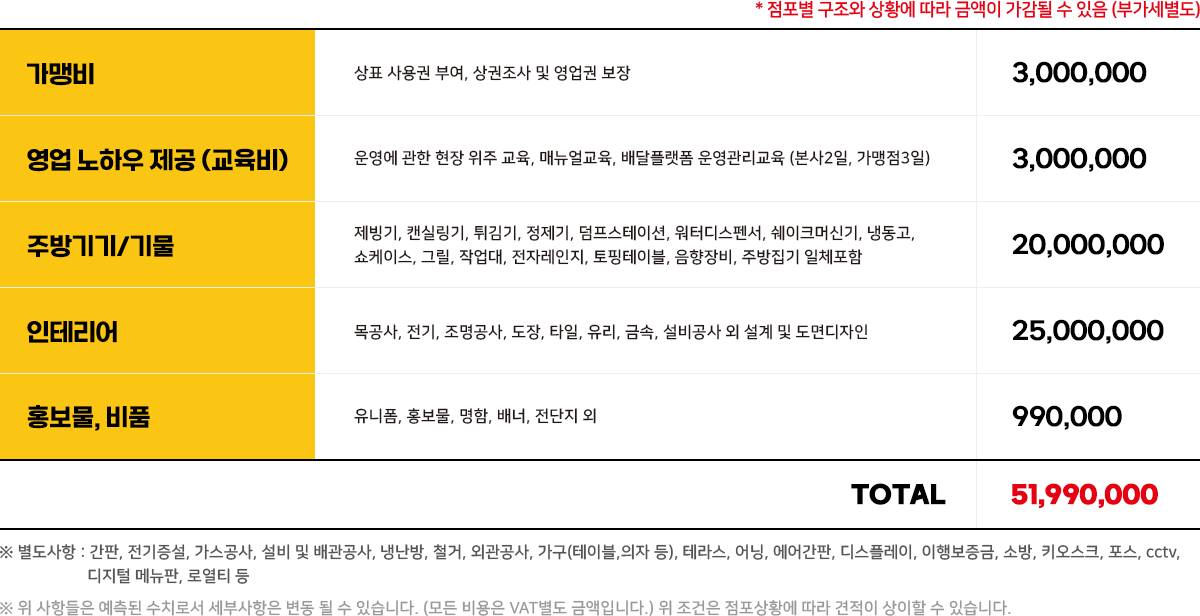 * 점포별 구조와 상황에 따라 금액이 가감될 수 있음 (부가세별도)
가맹비
상표 사용권 부여, 상권조사 및 영업권 보장
3,000,000
영업 노하우 제공 (교육비)
운영에 관한 현장 위주 교육, 매뉴얼교육, 배달플랫폼 운영관리교육 (본사2일, 가맹점3일)
3,000,000
주방기기/기물
제빙기, 캔실링기, 튀김기, 정제기, 덤프스테이션, 워터디스펜서, 쉐이크머신기, 냉동고,
쇼케이스, 그릴, 작업대, 전자레인지, 토핑테이블, 음향장비, 주방집기 일체포함
20,000,000
인테리어
목공사, 전기, 조명공사, 도장, 타일, 유리, 금속, 설비공사 외 설계 및 도면디자인
25,000,000
홍보물, 비품
유니폼, 홍보물, 명함, 배너, 전단지 외
990,000
TOTAL
51,990,000
※ 별도사항 : 간판, 전기증설, 가스공사, 설비 및 배관공사, 냉난방, 철거, 외관공사, 가구(테이블,의자 등), 테라스, 어닝, 에어간판, 디스플레이, 이행보증금, 소방, 키오스크, 포스, cctv,
디지털 메뉴판, 로열티 등
※ 위 사항들은 예측된 수치로서 세부사항은 변동 될 수 있습니다. (모든 비용은 VAT별도 금액입니다.) 위 조건은 점포상황에 따라 견적이 상이할 수 있습니다.